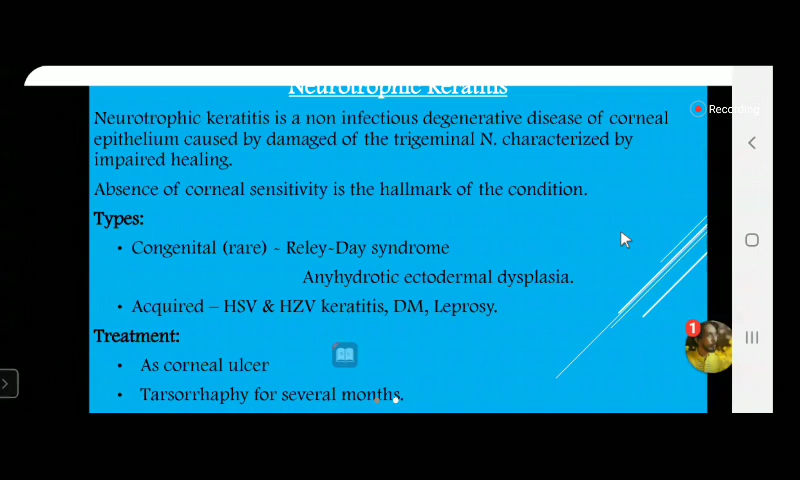 Neurotrophic Keratitis
Recording
Neurotrophic keratitis is a non infectious degenerative disease of corneal
epithelium caused by damaged of the trigeminal N. characterized by
impaired healing.
Absence of corneal sensitivity is the hallmark of the condition.
Types:
• Congenital (rare) - Reley-Day syndrome
Anyhydrotic ectodermal dysplasia.
• Acquired – HSV & HZV keratitis, DM, Leprosy.
1
Treatment:
• As corneal ulcer
• Tarsorrhaphy for several months.